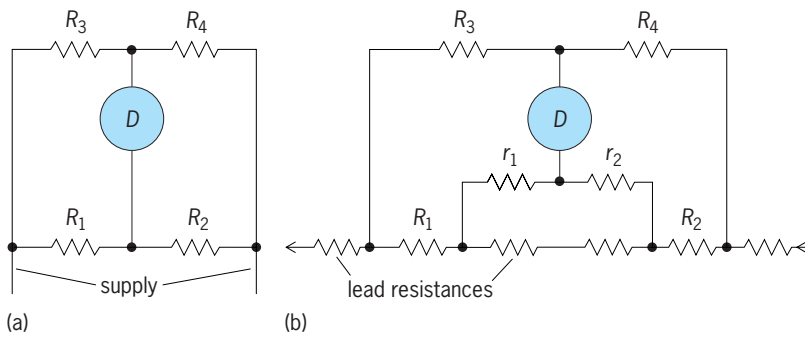 R3
R4
D
R1
R2
supply
(a)
R3
R4
D
r1
r2
R1
R2
lead resistances
(b)